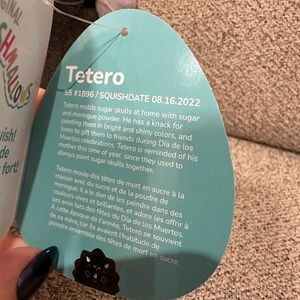 ORIGINAL
Tetero
SS #1896 / SQUISHDATE 08.16.2022
Tetero molds sugar skulls at home with sugar
and meringue powder. He has a knack for
painting them in bright and shiny colors, and
loves to gift them to friends during Día de los
Muertos celebrations. Tetero is reminded of his
mother this time of year, since they used to
always paint sugar skulls together.
Tetero moule des têtes de mort en sucre à la
maison avec du sucre et de la poudre de
meringue. Il a le don de les peindre dans des
couleurs vives et brillantes, et adore les offrir à
ses amis lors des fêtes du Día de los Muertos.
À cette époque de l'année, Tetero se souvient
de sa mère, car ils avaient l'habitude de
peindre ensemble des têtes de mort en sucre.